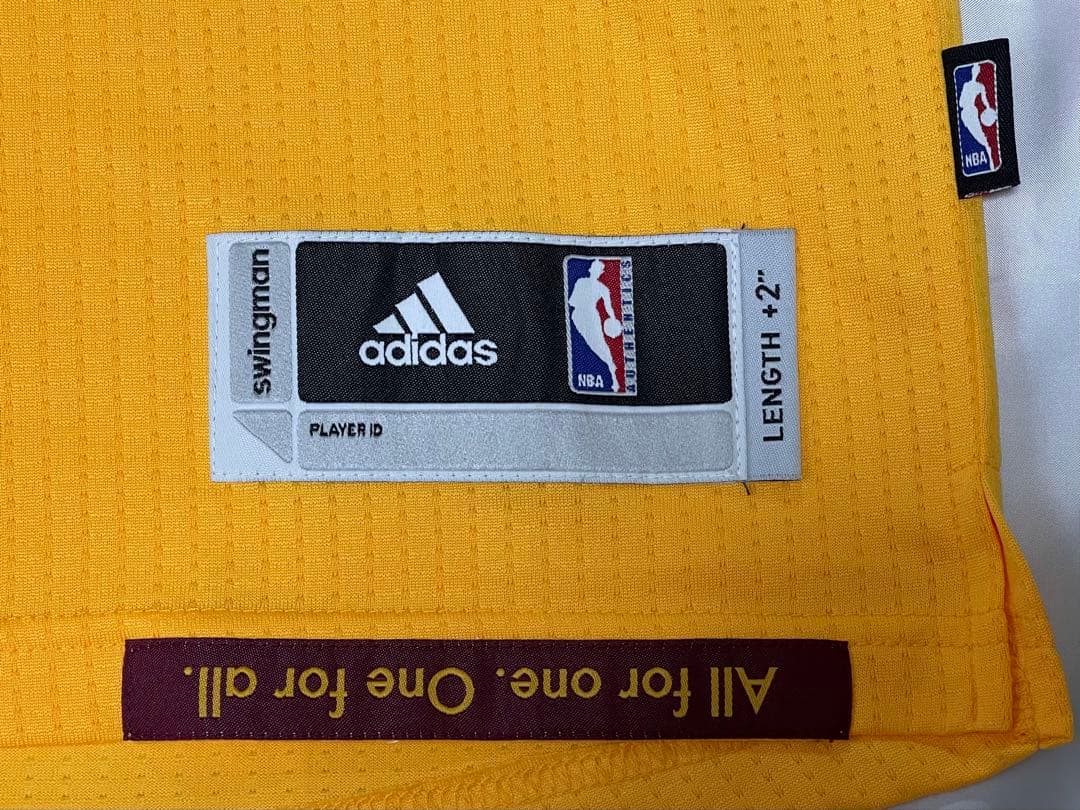 NBA
swingman
adidas
NBA
AUTHENTICS
LENGTH +2"
PLAYER ID
All for one. One for all.